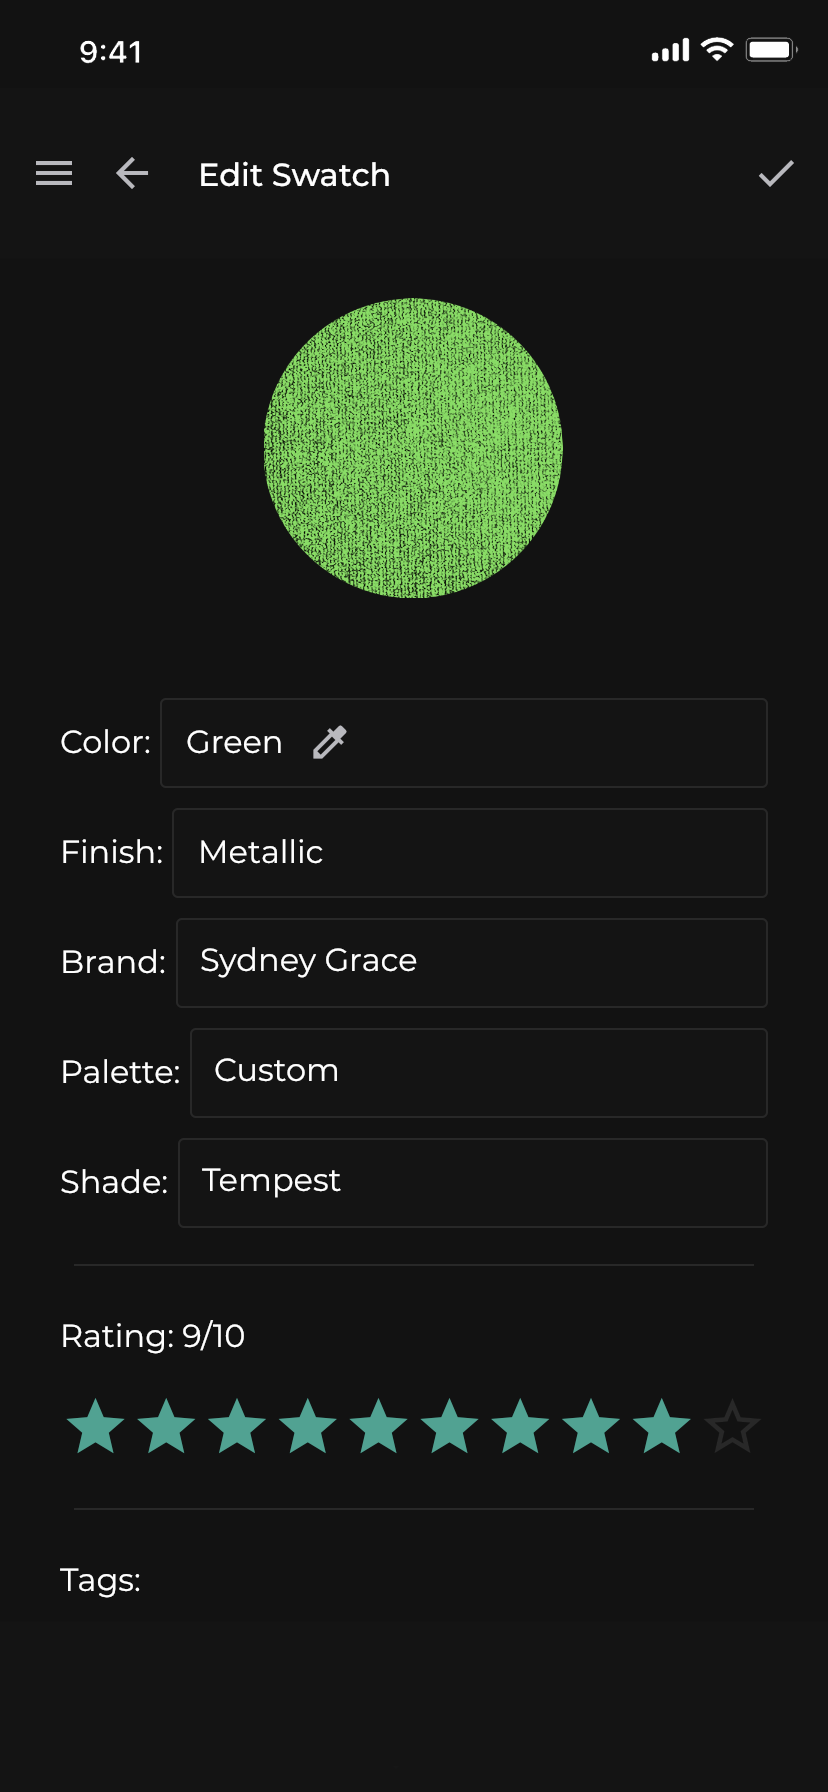 9:41
Edit Swatch
Color: Green
Finish: Metallic
Brand: Sydney Grace
Palette: Custom
Shade: Tempest
Rating: 9/10
Tags: